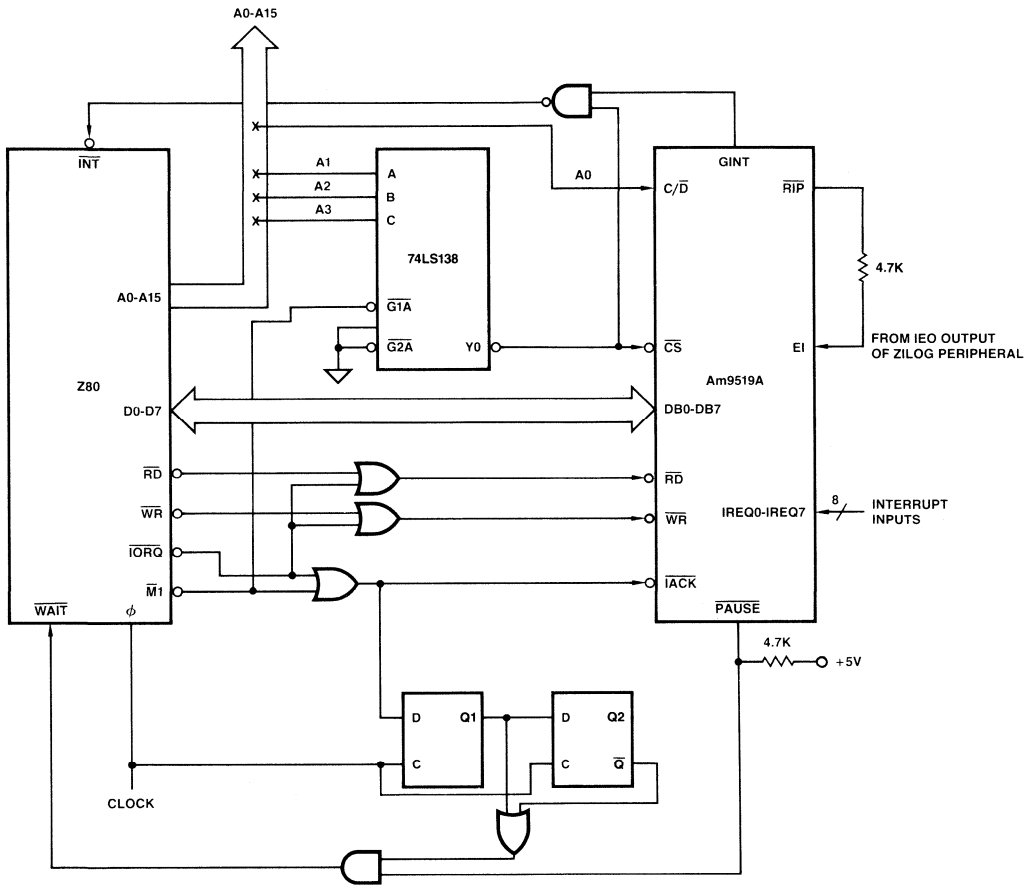 A0-A15
INT
A1
A2
A3
A
B
C
74LS138
G1A
G2A
Y0
A0
GINT
C/D
RIP
4.7K
CS
EI
FROM IEO OUTPUT
OF ZILOG PERIPHERAL
Am9519A
A0-A15
Z80
D0-D7
DB0-DB7
RD
WR
IORQ
M1
WAIT
ϕ
RD
WR
IACK
IREQ0-IREQ7
8
INTERRUPT
INPUTS
PAUSE
4.7K
+5V
D
Q1
C
D
Q2
C
Q
CLOCK